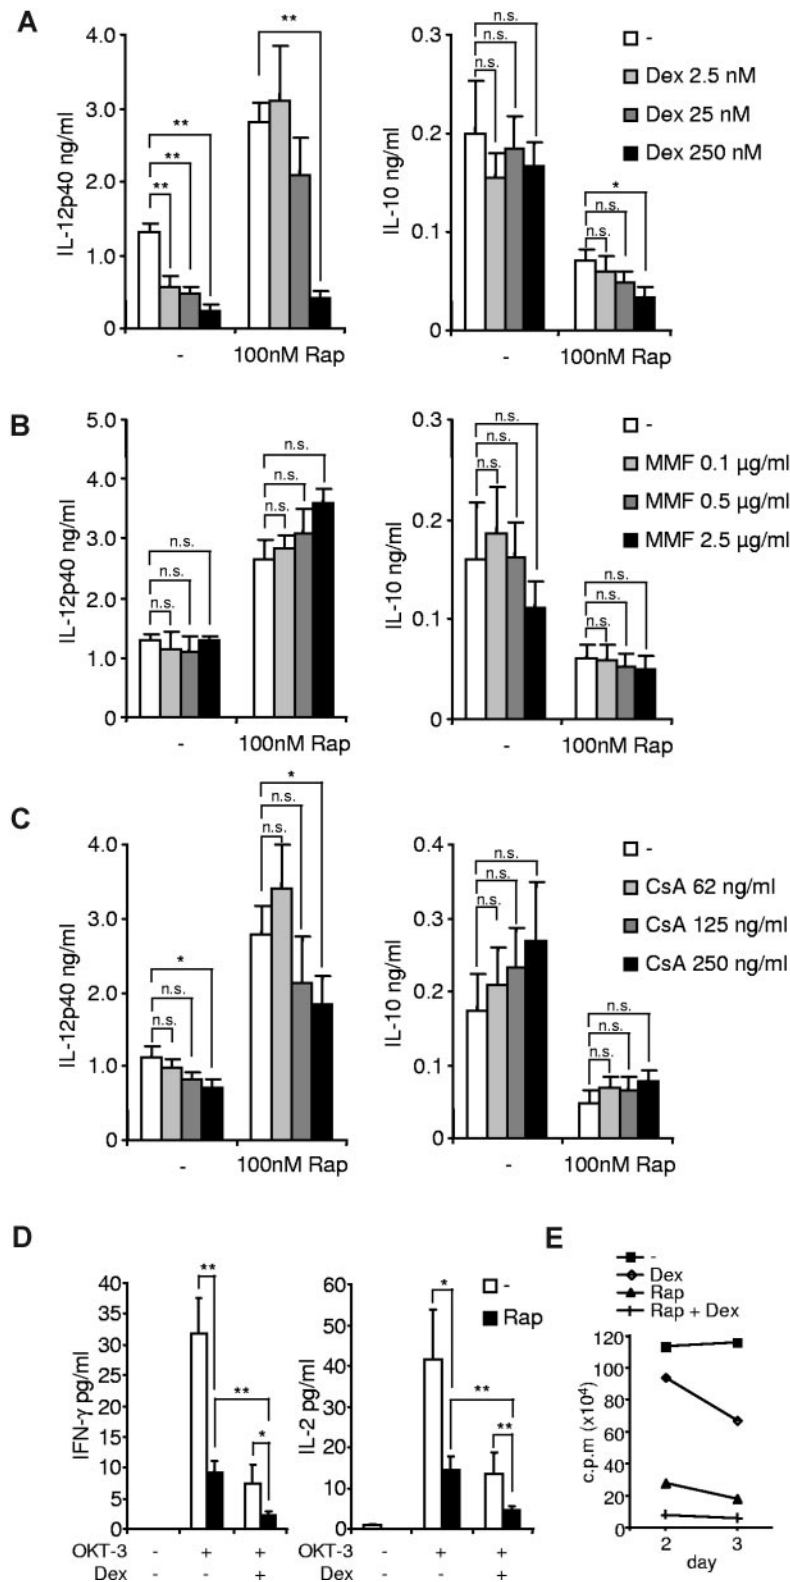 A
IL-12p40 ng/ml
4.0
3.0
2.0
1.0
0
**
**
**
**
-
100nM Rap
IL-10 ng/ml
0.3
0.2
0.1
0
n.s.
n.s.
n.s.
*
n.s.
n.s.
-
100nM Rap
-
Dex 2.5 nM
Dex 25 nM
Dex 250 nM
B
IL-12p40 ng/ml
5.0
4.0
3.0
2.0
1.0
0
n.s.
n.s.
n.s.
n.s.
n.s.
n.s.
-
100nM Rap
IL-10 ng/ml
0.3
0.2
0.1
0
n.s.
n.s.
n.s.
n.s.
n.s.
n.s.
-
100nM Rap
-
MMF 0.1 µg/ml
MMF 0.5 µg/ml
MMF 2.5 µg/ml
C
IL-12p40 ng/ml
4.0
3.0
2.0
1.0
0
*
n.s.
n.s.
*
n.s.
n.s.
-
100nM Rap
IL-10 ng/ml
0.4
0.3
0.2
0.1
0
n.s.
n.s.
n.s.
n.s.
n.s.
n.s.
-
100nM Rap
-
CsA 62 ng/ml
CsA 125 ng/ml
CsA 250 ng/ml
D
IFN-γ pg/ml
40
35
30
25
20
15
10
5
0
**
**
*
OKT-3 - + +
Dex - - +
IL-2 pg/ml
60
50
40
30
20
10
0
*
**
**
OKT-3 - + +
Dex - - +
-
Rap
E
-
Dex
Rap
Rap + Dex
c.p.m (x10⁴)
120
100
80
60
40
20
0
2 3
day